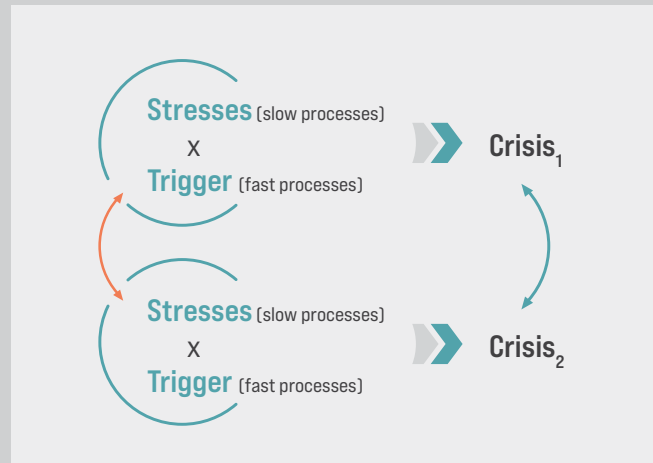 Stresses (slow processes)
X
Trigger (fast processes)
Crisis₁
Stresses (slow processes)
X
Trigger (fast processes)
Crisis₂